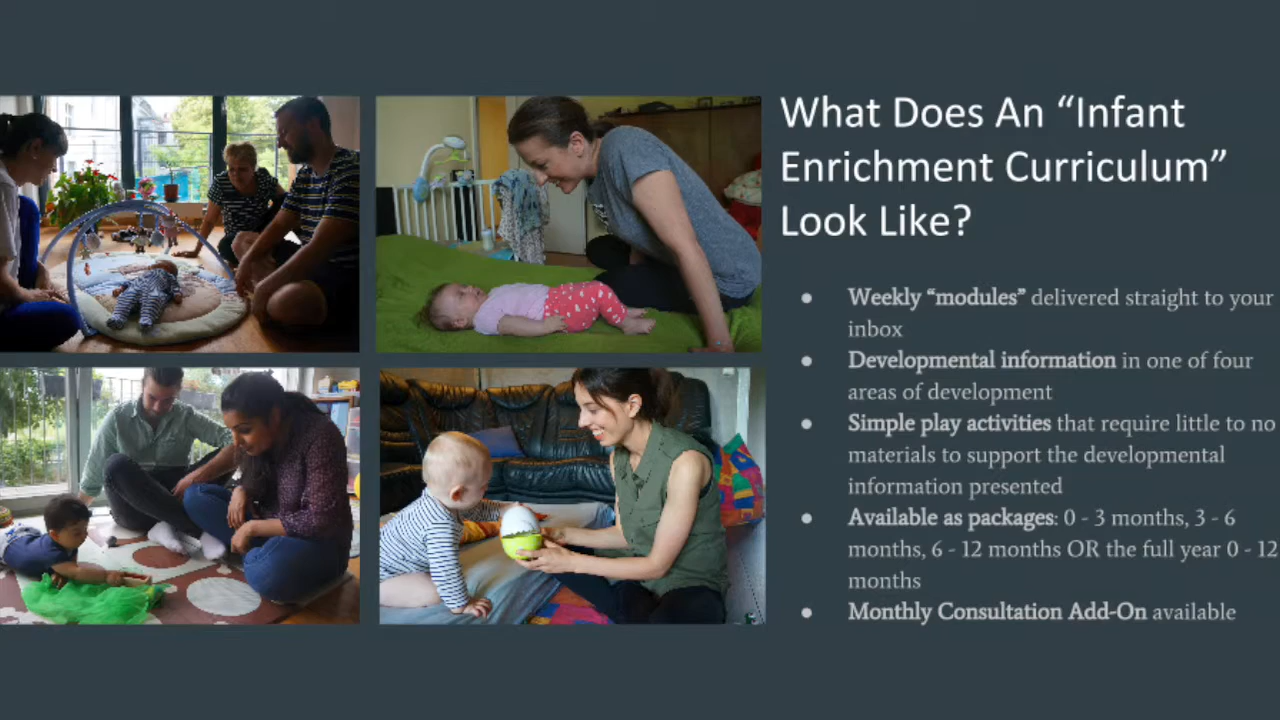 What Does An “Infant
Enrichment Curriculum”
Look Like?
● Weekly “modules” delivered straight to your
inbox
● Developmental information in one of four
areas of development
● Simple play activities that require little to no
materials to support the developmental
information presented
● Available as packages: 0 - 3 months, 3 - 6
months, 6 - 12 months OR the full year 0 - 12
months
● Monthly Consultation Add-On available